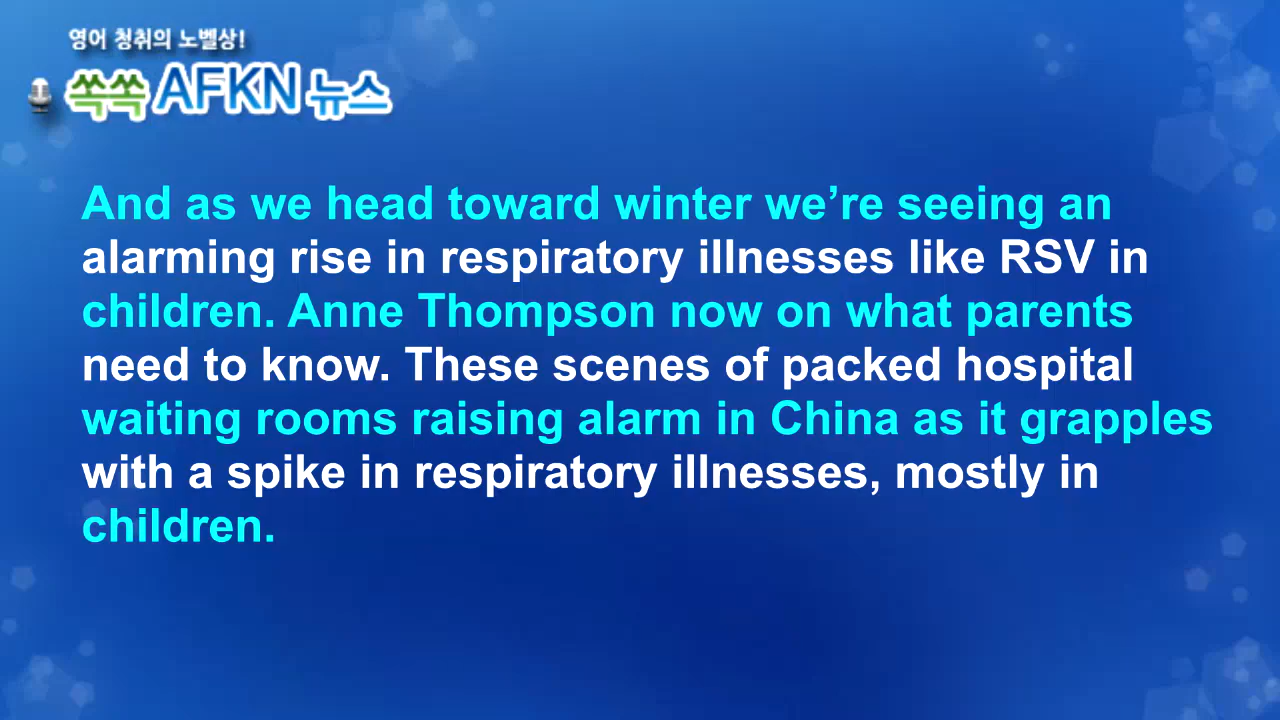 영어 청취의 노벨상!
쏙쏙 AFKN 뉴스
And as we head toward winter we’re seeing an
alarming rise in respiratory illnesses like RSV in
children. Anne Thompson now on what parents
need to know. These scenes of packed hospital
waiting rooms raising alarm in China as it grapples
with a spike in respiratory illnesses, mostly in
children.